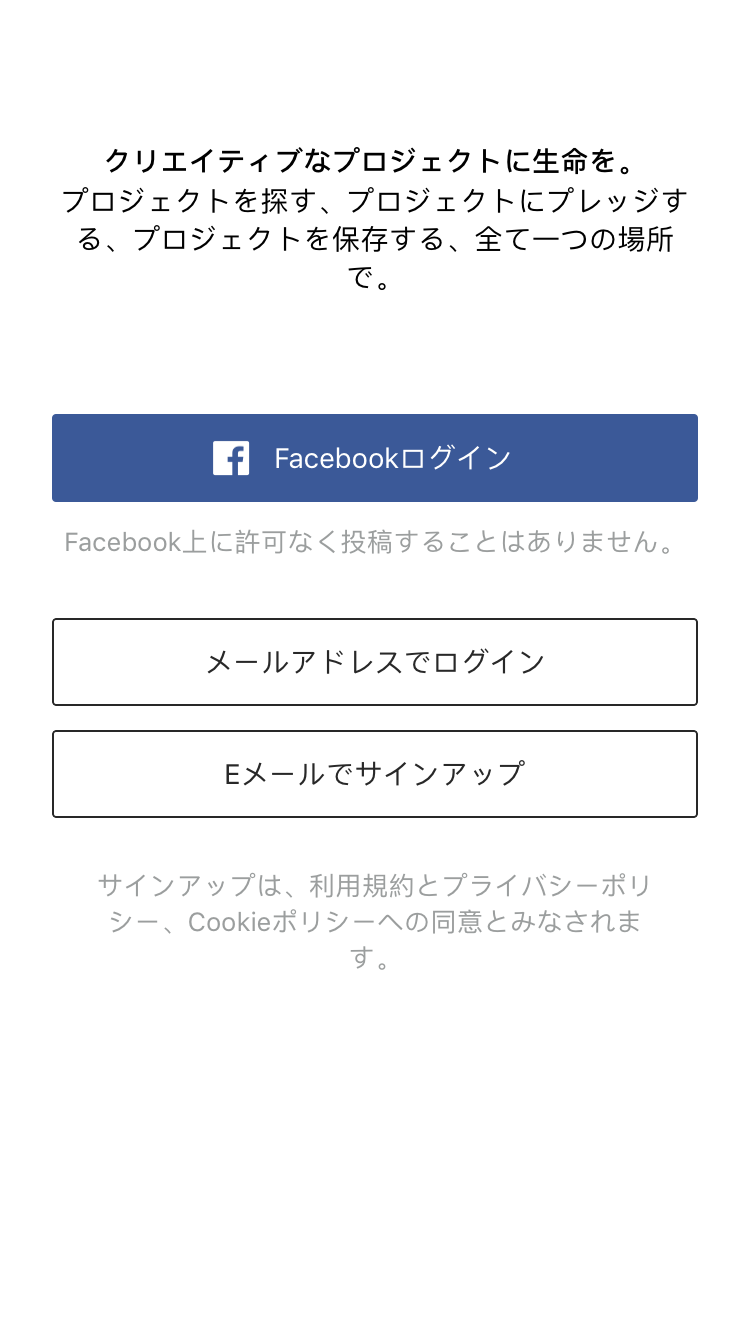 クリエイティブなプロジェクトに生命を。
プロジェクトを探す、プロジェクトにプレッジす
る、プロジェクトを保存する、全て一つの場所
で。
Facebookログイン
Facebook上に許可なく投稿することはありません。
メールアドレスでログイン
Eメールでサインアップ
サインアップは、利用規約とプライバシーポリ
シー、Cookieポリシーへの同意とみなされま
す。